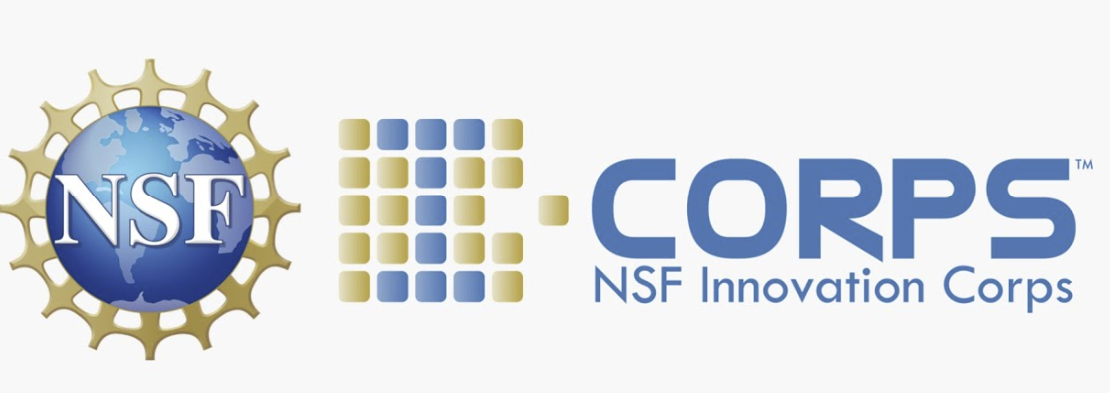 NSF
I-CORPS™
NSF Innovation Corps